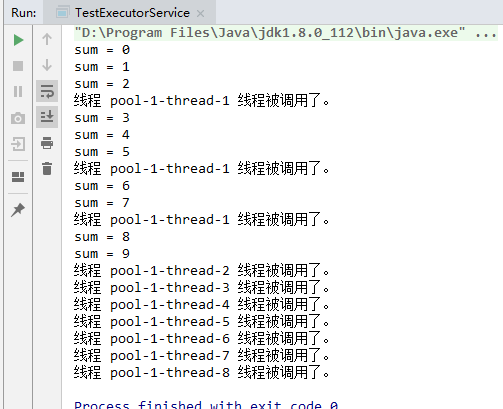 Run: TestExecutorService
"D:\Program Files\Java\jdk1.8.0_112\bin\java.exe" ...
sum = 0
sum = 1
sum = 2
线程 pool-1-thread-1 线程被调用了。
sum = 3
sum = 4
sum = 5
线程 pool-1-thread-1 线程被调用了。
sum = 6
sum = 7
线程 pool-1-thread-1 线程被调用了。
sum = 8
sum = 9
线程 pool-1-thread-2 线程被调用了。
线程 pool-1-thread-3 线程被调用了。
线程 pool-1-thread-4 线程被调用了。
线程 pool-1-thread-5 线程被调用了。
线程 pool-1-thread-6 线程被调用了。
线程 pool-1-thread-7 线程被调用了。
线程 pool-1-thread-8 线程被调用了。
Process finished with exit code 0